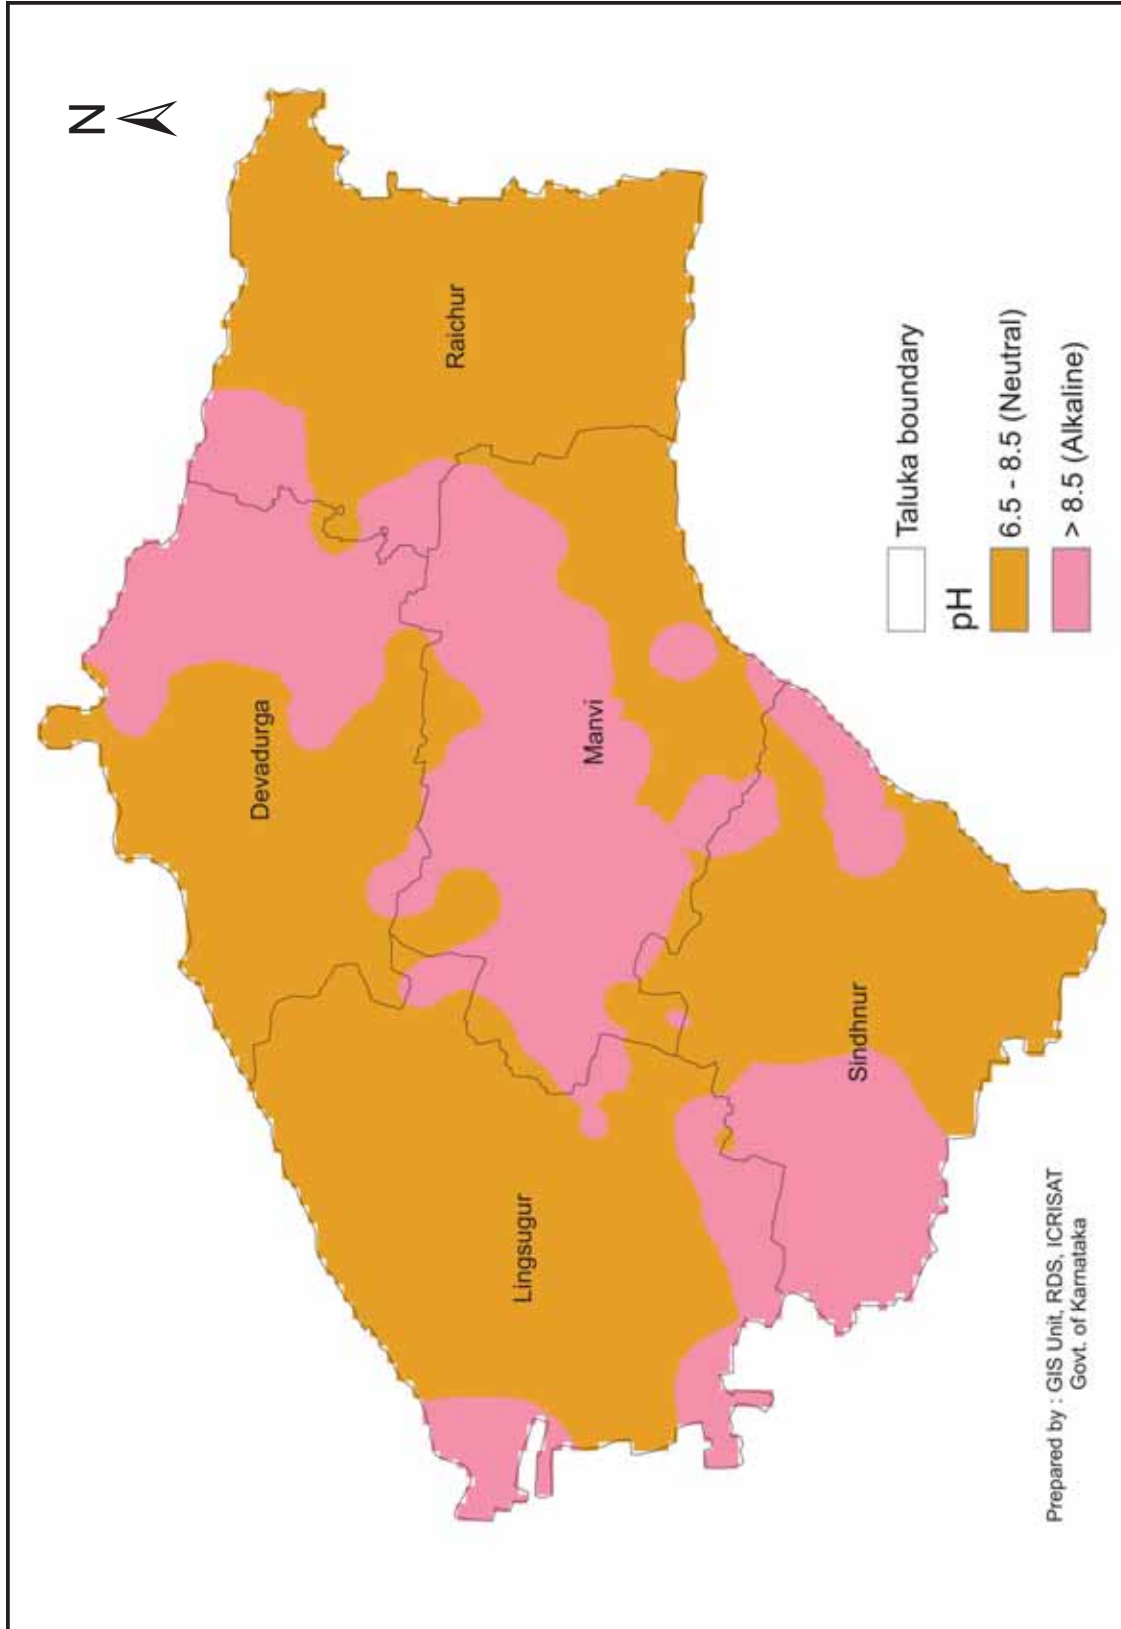 N
Devadurga
Raichur
Lingsugur
Manvi
Sindhnur
Taluka boundary
pH
6.5 - 8.5 (Neutral)
> 8.5 (Alkaline)
Prepared by : GIS Unit, RDS, ICRISAT
Govt. of Karnataka